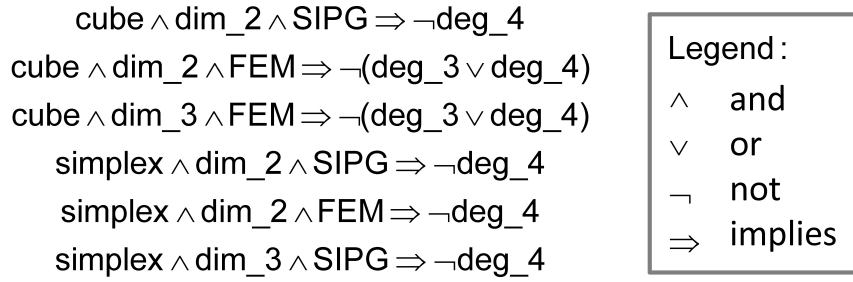 cube ∧ dim_2 ∧ SIPG ⇒ ¬deg_4
cube ∧ dim_2 ∧ FEM ⇒ ¬(deg_3 ∨ deg_4)
cube ∧ dim_3 ∧ FEM ⇒ ¬(deg_3 ∨ deg_4)
simplex ∧ dim_2 ∧ SIPG ⇒ ¬deg_4
simplex ∧ dim_2 ∧ FEM ⇒ ¬deg_4
simplex ∧ dim_3 ∧ SIPG ⇒ ¬deg_4
Legend :
∧ and
∨ or
¬ not
⇒ implies